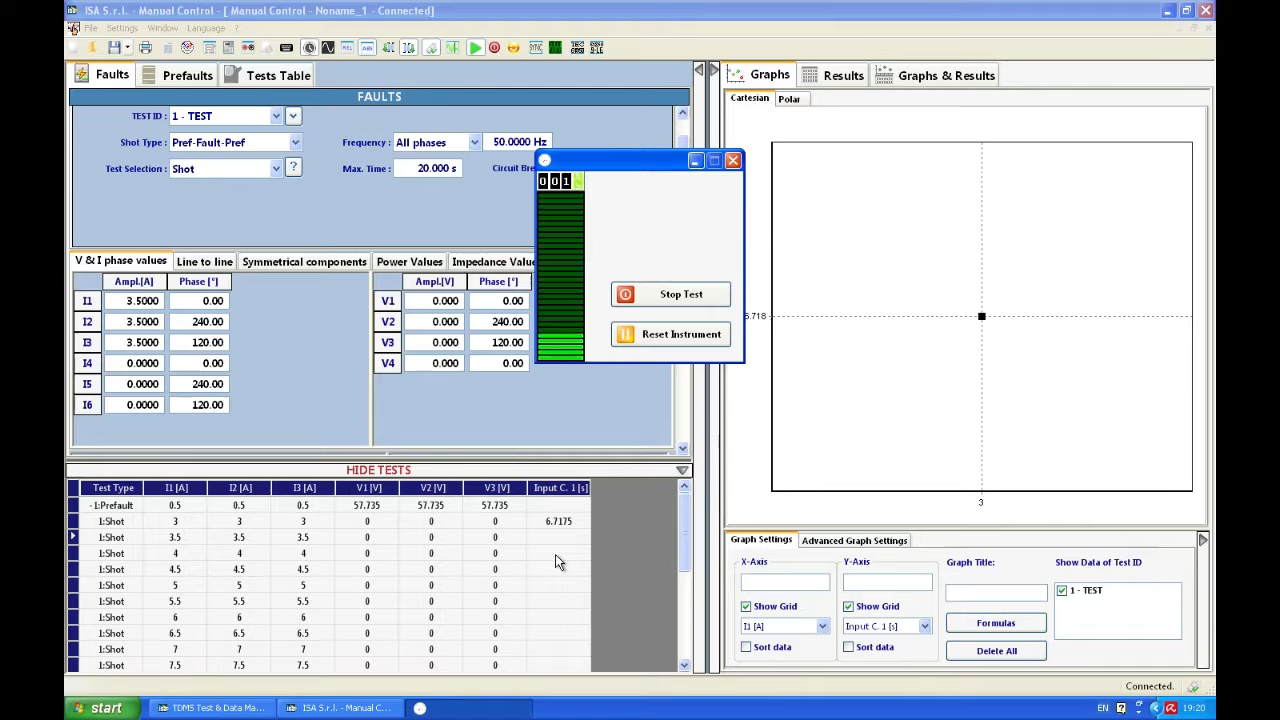 ISA S.r.l. - Manual Control - [ Manual Control - Noname_1 - Connected]
File Settings Window Language ?
Faults Prefaults Tests Table
Graphs Results Graphs & Results
FAULTS
Cartesian Polar
TEST ID : 1 - TEST
Shot Type : Pref-Fault-Pref Frequency : All phases 50.0000 Hz
Test Selection : Shot ? Max. Time : 20.000 s
001
Stop Test
Reset Instrument
V & I phase values Line to line Symmetrical components Power Values
Ampl.[A] Phase [°] Ampl.[V] Phase [°]
I1 3.5000 0.00 V1 0.000 0.00
I2 3.5000 240.00 V2 0.000 240.00
I3 3.5000 120.00 V3 0.000 120.00
I4 0.0000 0.00 V4 0.000 0.00
I5 0.0000 240.00
I6 0.0000 120.00
3
HIDE TESTS
Test Type I1 [A] I2 [A] I3 [A] V1 [V] V2 [V] V3 [V] Input C. 1 [s]
- 1:Prefault 0.5 0.5 0.5 57.735 57.735 57.735
1:Shot 3 3 3 0 0 0 6.7175
1:Shot 3.5 3.5 3.5 0 0 0
1:Shot 4 4 4 0 0 0
1:Shot 4.5 4.5 4.5 0 0 0
1:Shot 5 5 5 0 0 0
1:Shot 5.5 5.5 5.5 0 0 0
1:Shot 6 6 6 0 0 0
1:Shot 6.5 6.5 6.5 0 0 0
1:Shot 7 7 7 0 0 0
1:Shot 7.5 7.5 7.5 0 0 0
Graph Settings Advanced Graph Settings
X-Axis Y-Axis Graph Title: Show Data of Test ID
1 - TEST
Show Grid Show Grid
I1 [A] Input C. 1 [s] Formulas
Sort data Sort data Delete All
Connected.
start TDMS Test & Data Ma... ISA S.r.l. - Manual C... EN ? 19:20